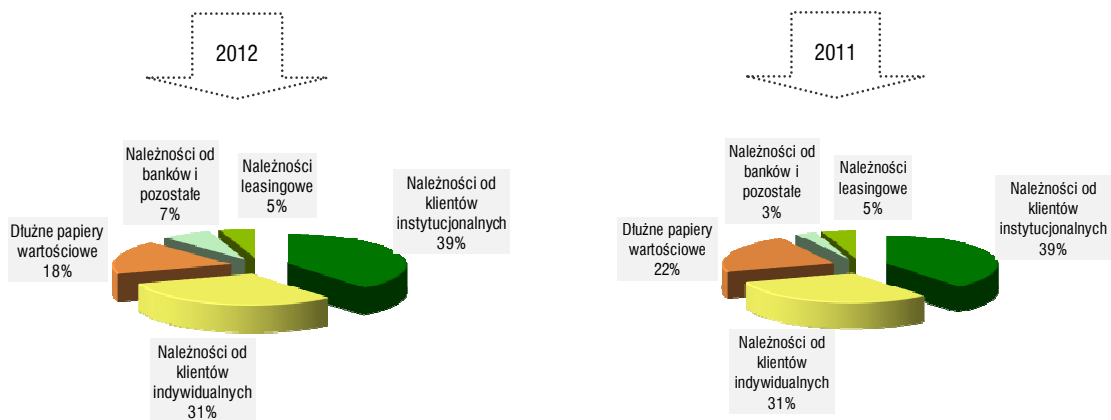 2012
Należności od
banków i
pozostałe
7%
Należności
leasingowe
5%
Należności od
klientów
instytucjonalnych
39%
Dłużne papiery
wartościowe
18%
Należności od
klientów
indywidualnych
31%
2011
Należności od
banków i
pozostałe
3%
Należności
leasingowe
5%
Należności od
klientów
instytucjonalnych
39%
Dłużne papiery
wartościowe
22%
Należności od
klientów
indywidualnych
31%